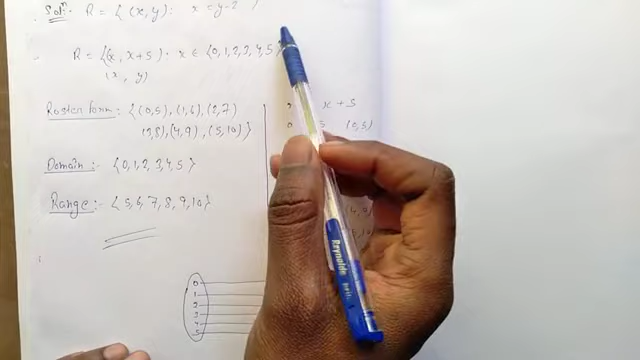 Solⁿ R = { (x, y) : x = y - 2 }
R = {(x, x+5) : x ∈ {0,1,2,3,4,5}
(x, y)
Roster form : {(0,5), (1,6), (2,7)
(3,8), (4,9), (5,10)}
Domain :- {0,1,2,3,4,5}
Range :- {5,6,7,8,9,10}
x + 5
0 5 (0,5)
Reynolds
0
1
2
3
4
5